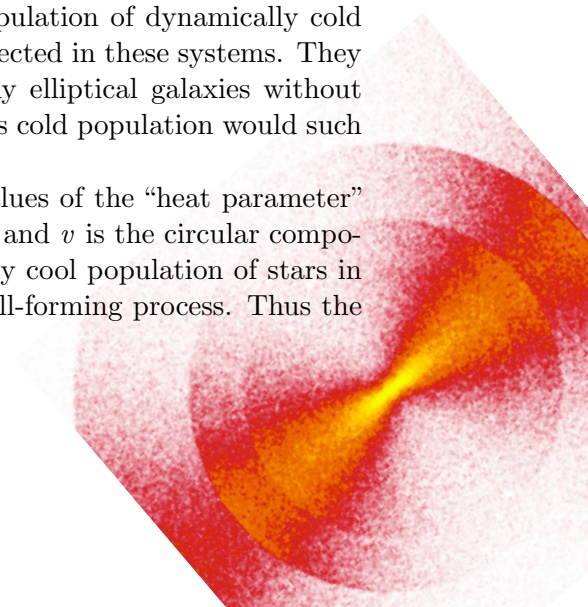 pulation of dynamically cold
ected in these systems. They
y elliptical galaxies without
s cold population would such
alues of the “heat parameter”
and v is the circular compo-
y cool population of stars in
ll-forming process. Thus the